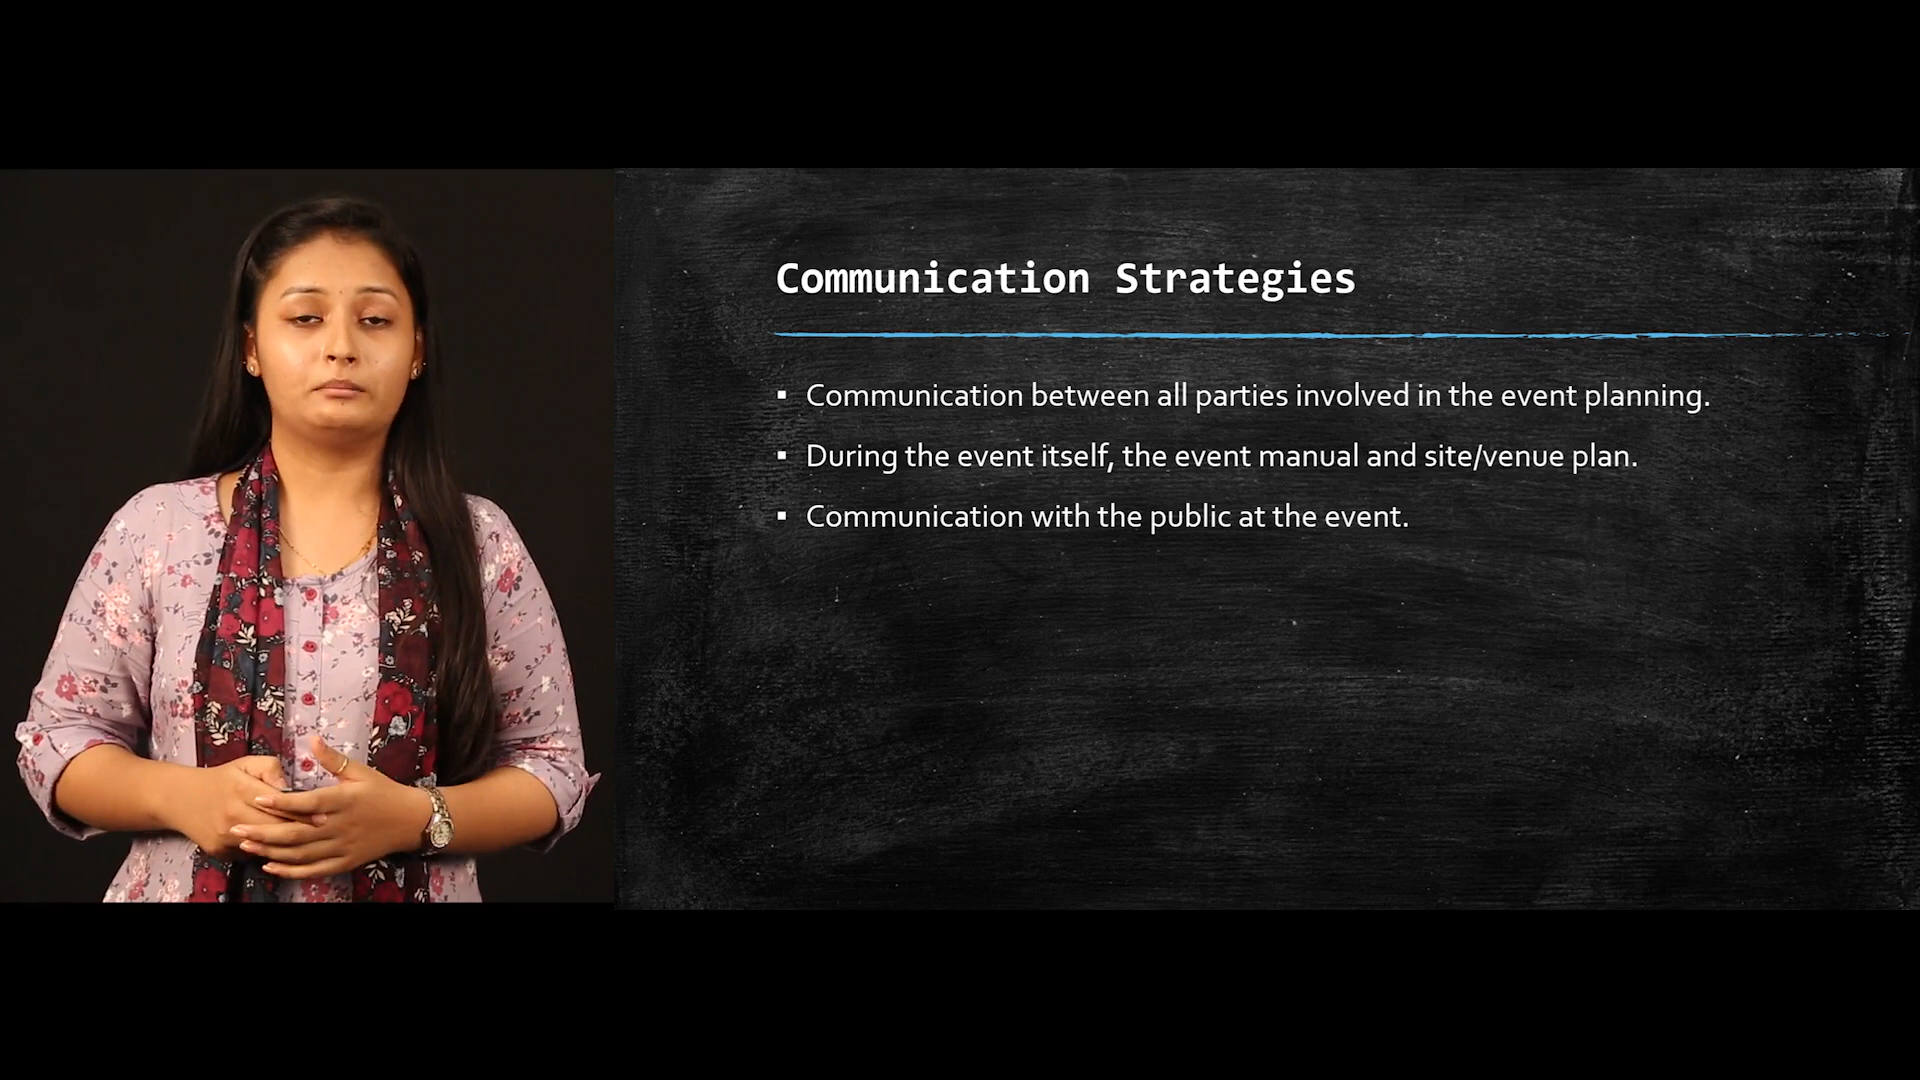 Communication Strategies
▪ Communication between all parties involved in the event planning.
▪ During the event itself, the event manual and site/venue plan.
▪ Communication with the public at the event.